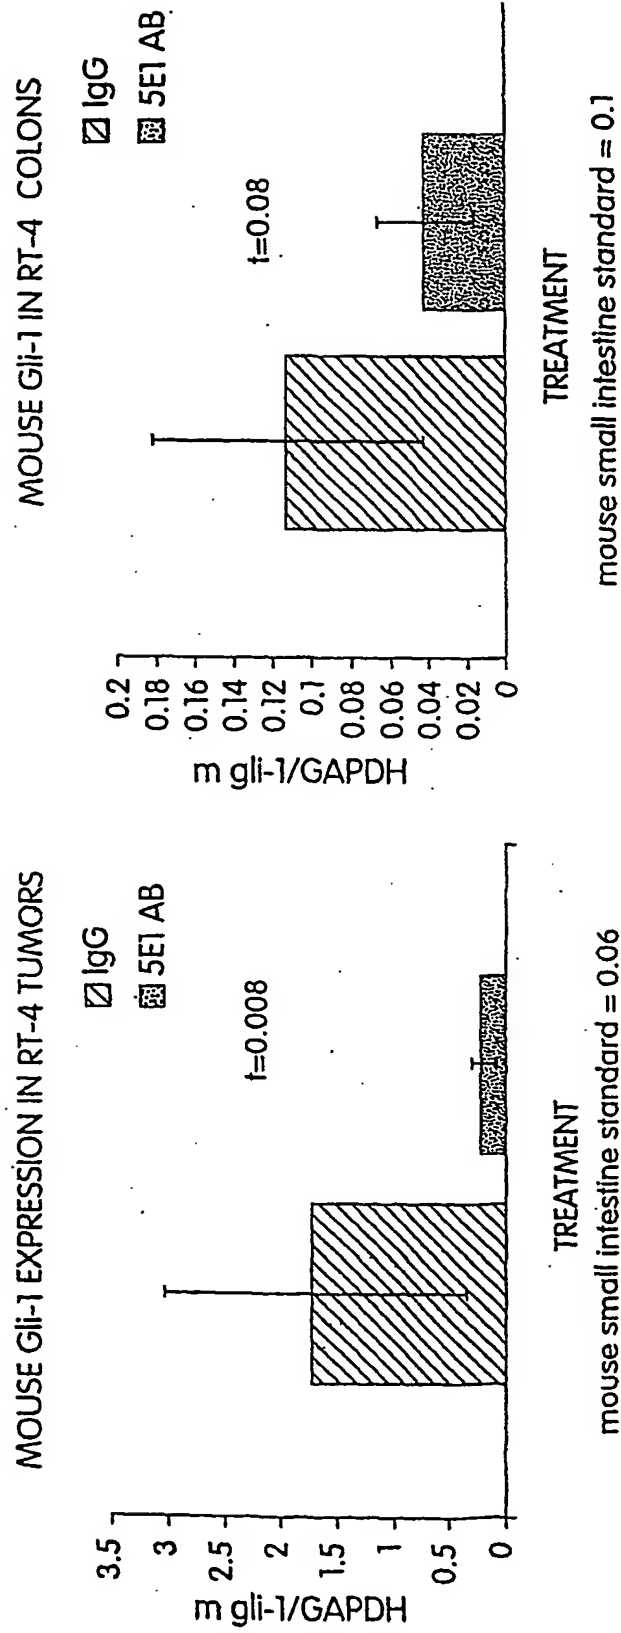 MOUSE Gli-1 EXPRESSION IN RT-4 TUMORS
IgG
5E1 AB
t=0.008
3.5
3
2.5
2
1.5
1
0.5
0
m gli-1/GAPDH
TREATMENT
mouse small intestine standard = 0.06
MOUSE Gli-1 IN RT-4 COLONS
IgG
5E1 AB
t=0.08
0.2
0.18
0.16
0.14
0.12
0.1
0.08
0.06
0.04
0.02
0
m gli-1/GAPDH
TREATMENT
mouse small intestine standard = 0.1